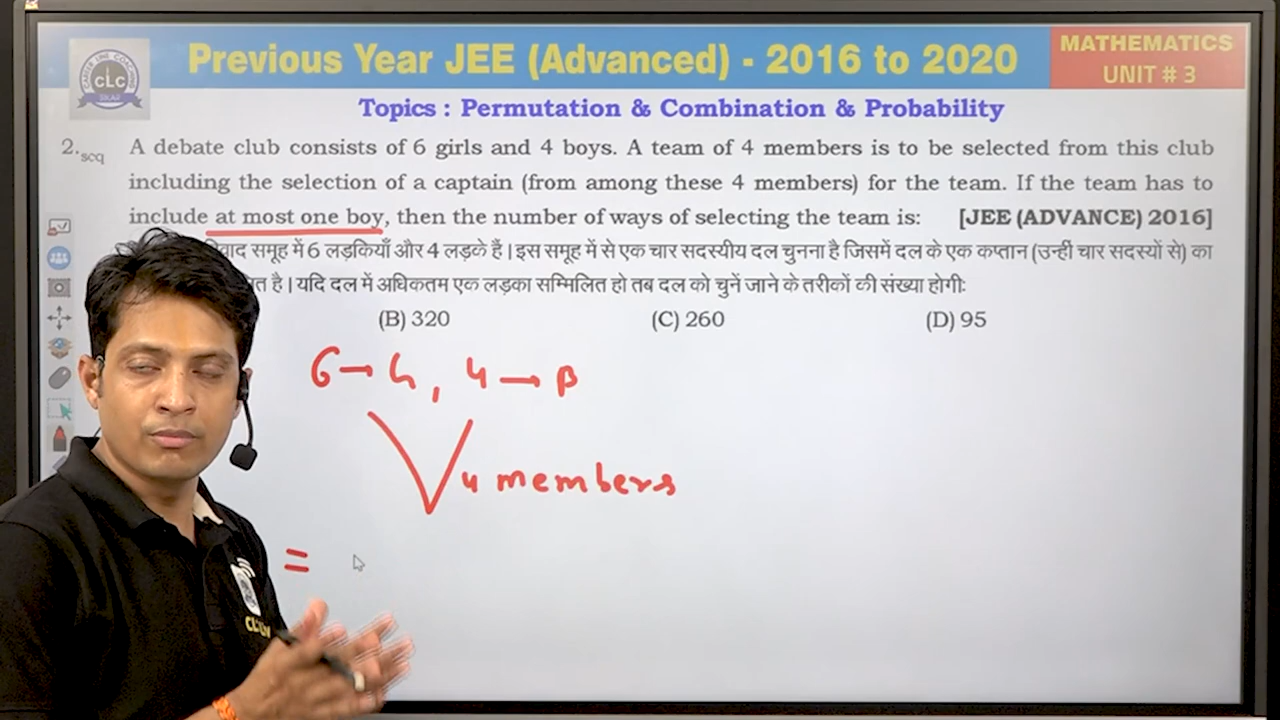 Previous Year JEE (Advanced) - 2016 to 2020
MATHEMATICS
UNIT # 3
CLC
Topics : Permutation & Combination & Probability
2. scq A debate club consists of 6 girls and 4 boys. A team of 4 members is to be selected from this club
including the selection of a captain (from among these 4 members) for the team. If the team has to
include at most one boy, then the number of ways of selecting the team is: [JEE (ADVANCE) 2016]
समूह में 6 लड़कियाँ और 4 लड़के हैं। इस समूह में से एक चार सदस्यीय दल चुनना है जिसमें दल के एक कप्तान (उन्हीं चार सदस्यों से) का
है। यदि दल में अधिकतम एक लड़का सम्मिलित हो तब दल को चुनें जाने के तरीकों की संख्या होगी:
(B) 320 (C) 260 (D) 95
6 → G, 4 → B
4 members
=